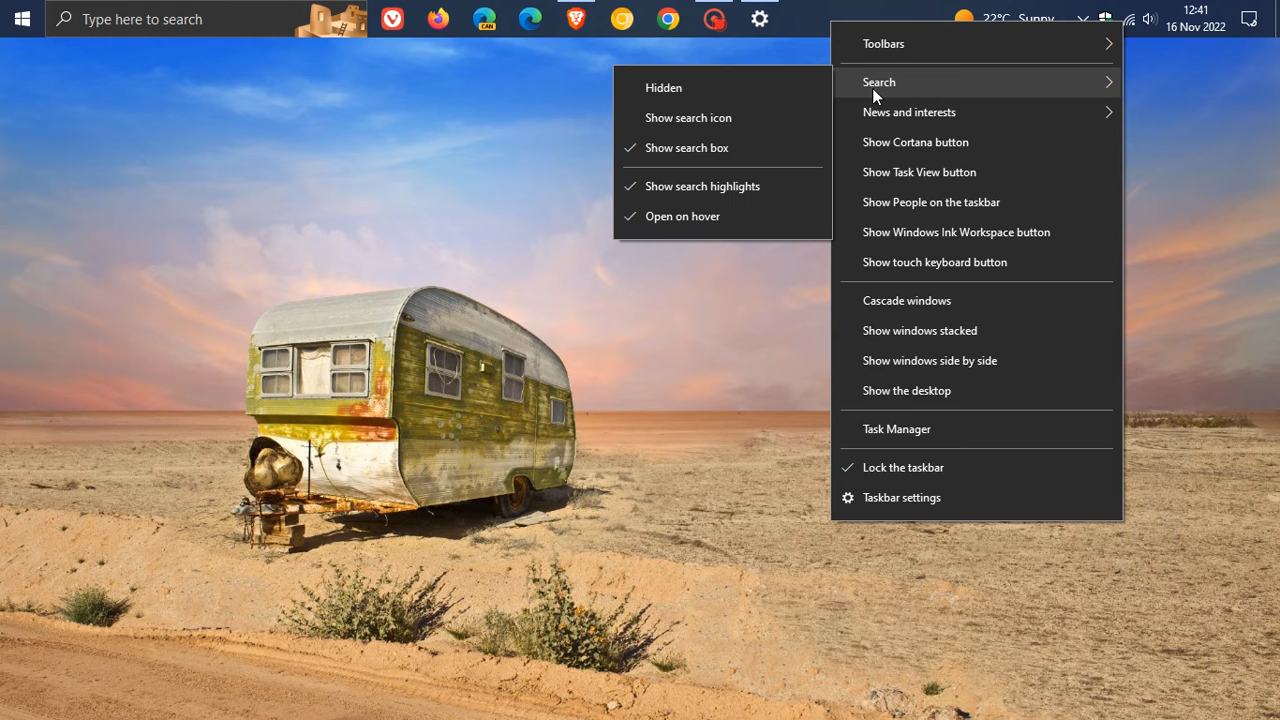 Type here to search
CAN
22°C Sunny
12:41
16 Nov 2022
Toolbars
Search
News and interests
Show Cortana button
Show Task View button
Show People on the taskbar
Show Windows Ink Workspace button
Show touch keyboard button
Cascade windows
Show windows stacked
Show windows side by side
Show the desktop
Task Manager
Lock the taskbar
Taskbar settings
Hidden
Show search icon
Show search box
Show search highlights
Open on hover